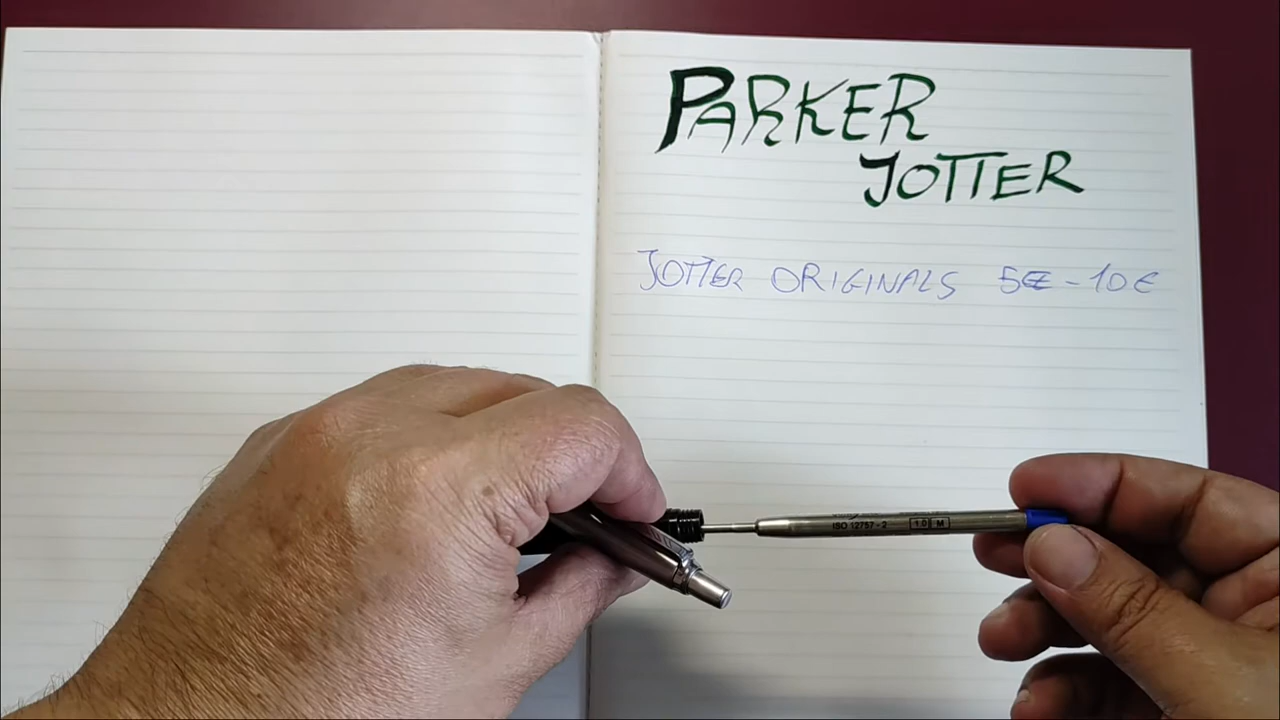 PARKER
JOTTER
JOTTER ORIGINALS 5€ - 10€
ISO 12757-2 1.0 M